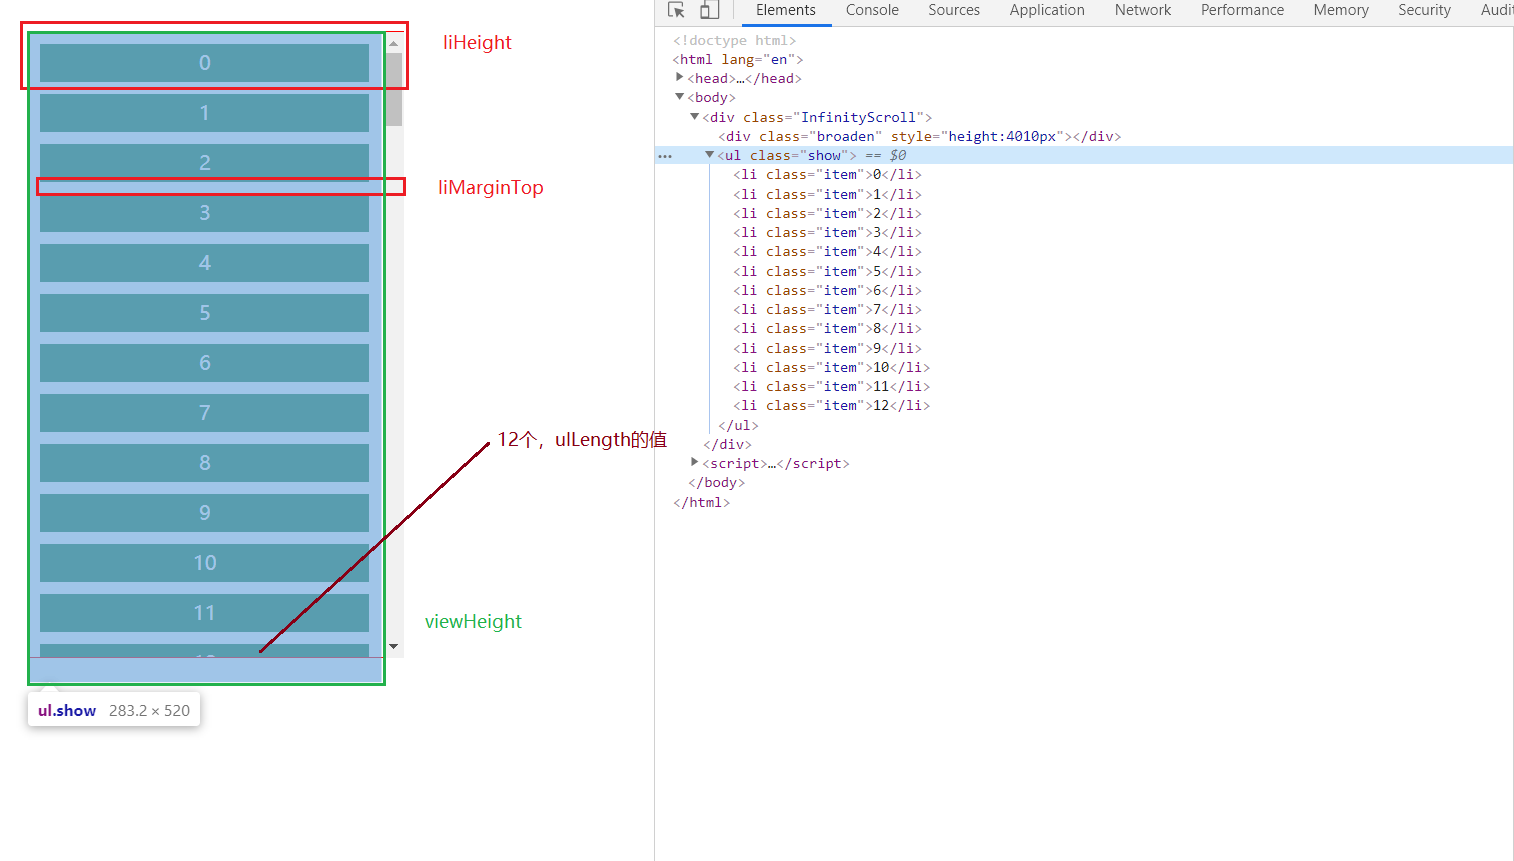 Elements Console Sources Application Network Performance Memory Security Audit
liHeight
0
1
2
liMarginTop
3
4
5
6
7
8
12个，ulLength的值
9
10
11
viewHeight
ul.show 283.2 × 520
<!doctype html>
<html lang="en">
<head>…</head>
<body>
<div class="InfinityScroll">
<div class="broaden" style="height:4010px"></div>
… <ul class="show"> == $0
<li class="item">0</li>
<li class="item">1</li>
<li class="item">2</li>
<li class="item">3</li>
<li class="item">4</li>
<li class="item">5</li>
<li class="item">6</li>
<li class="item">7</li>
<li class="item">8</li>
<li class="item">9</li>
<li class="item">10</li>
<li class="item">11</li>
<li class="item">12</li>
</ul>
</div>
<script>…</script>
</body>
</html>